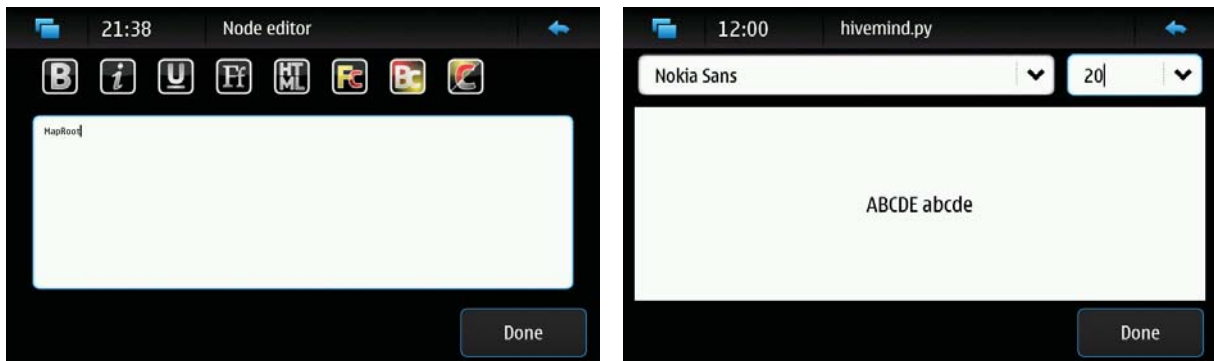 21:38 Node editor
B i U Ff HTML Fc Bc C
MapRoot
Done
12:00 hivemind.py
Nokia Sans 20
ABCDE abcde
Done